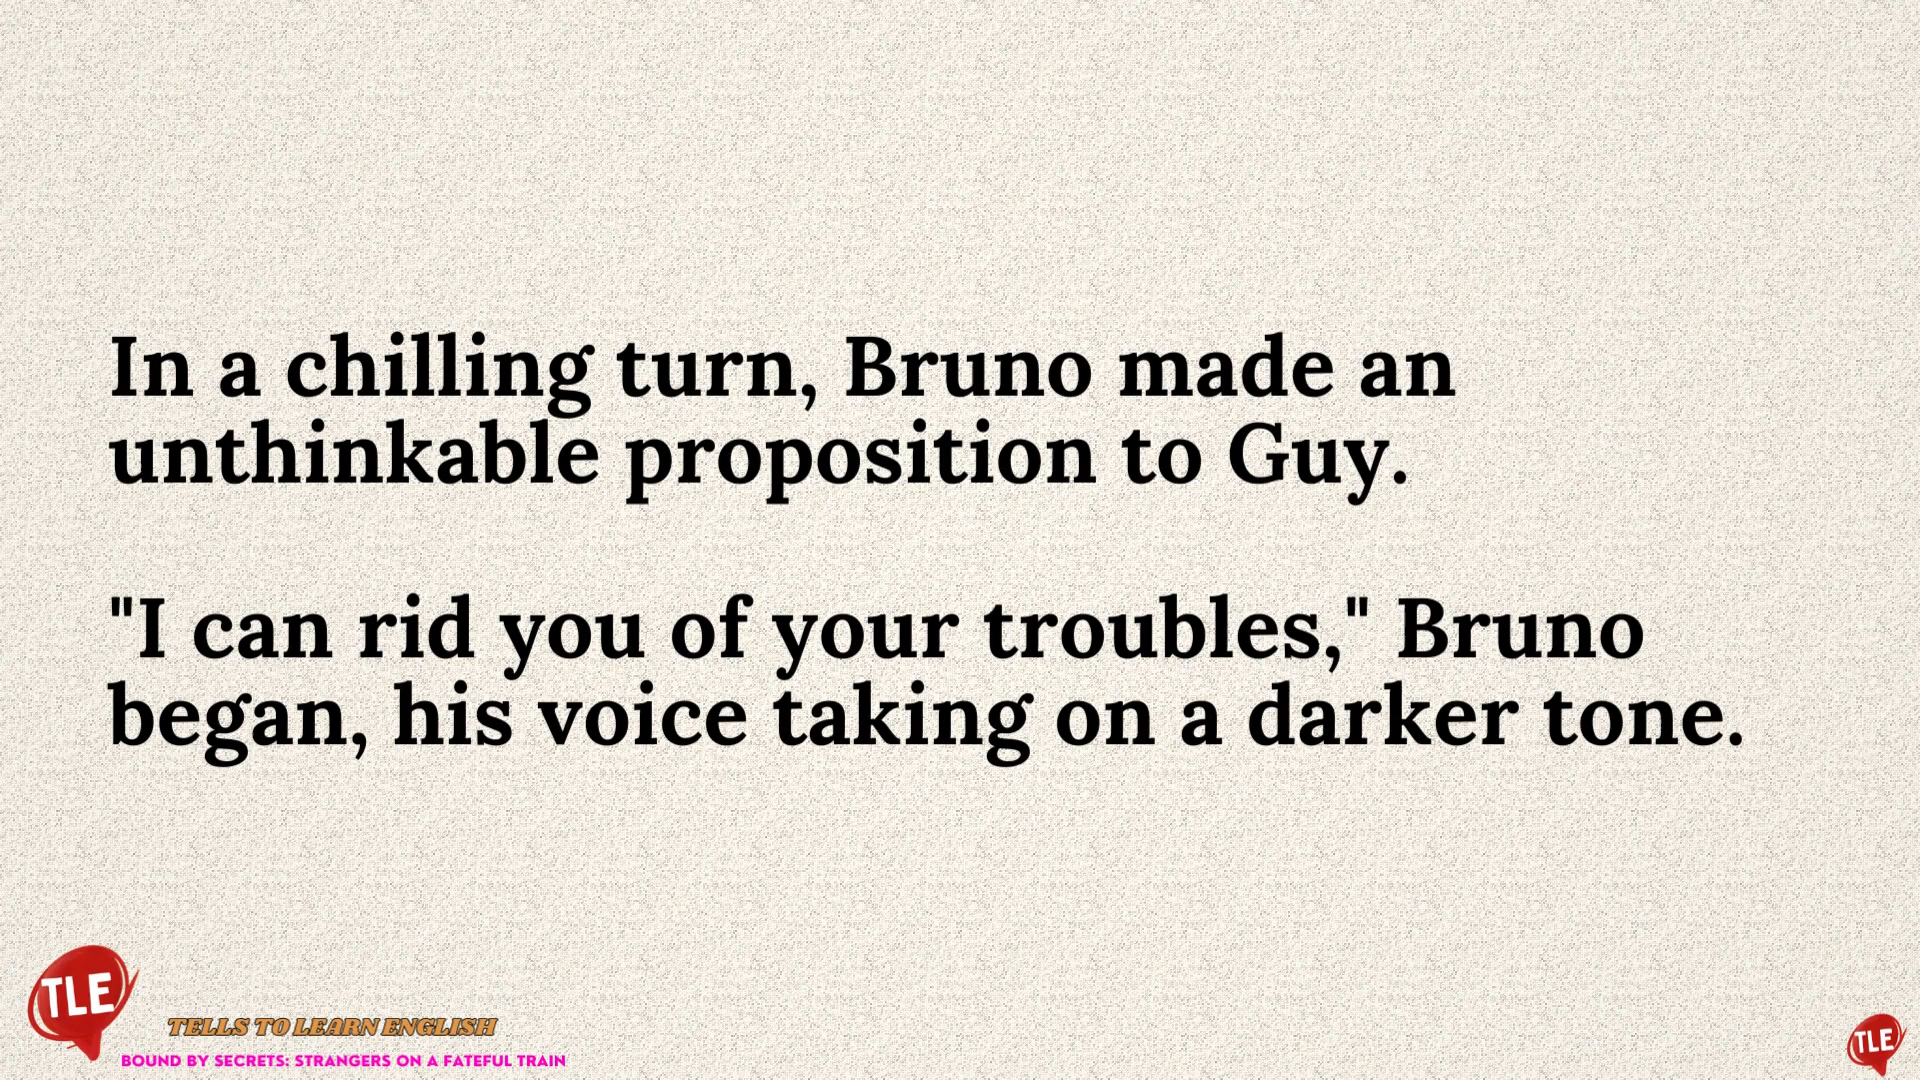 In a chilling turn, Bruno made an
unthinkable proposition to Guy.
"I can rid you of your troubles," Bruno
began, his voice taking on a darker tone.
TLE
TELLS TO LEARN ENGLISH
BOUND BY SECRETS: STRANGERS ON A FATEFUL TRAIN
TLE